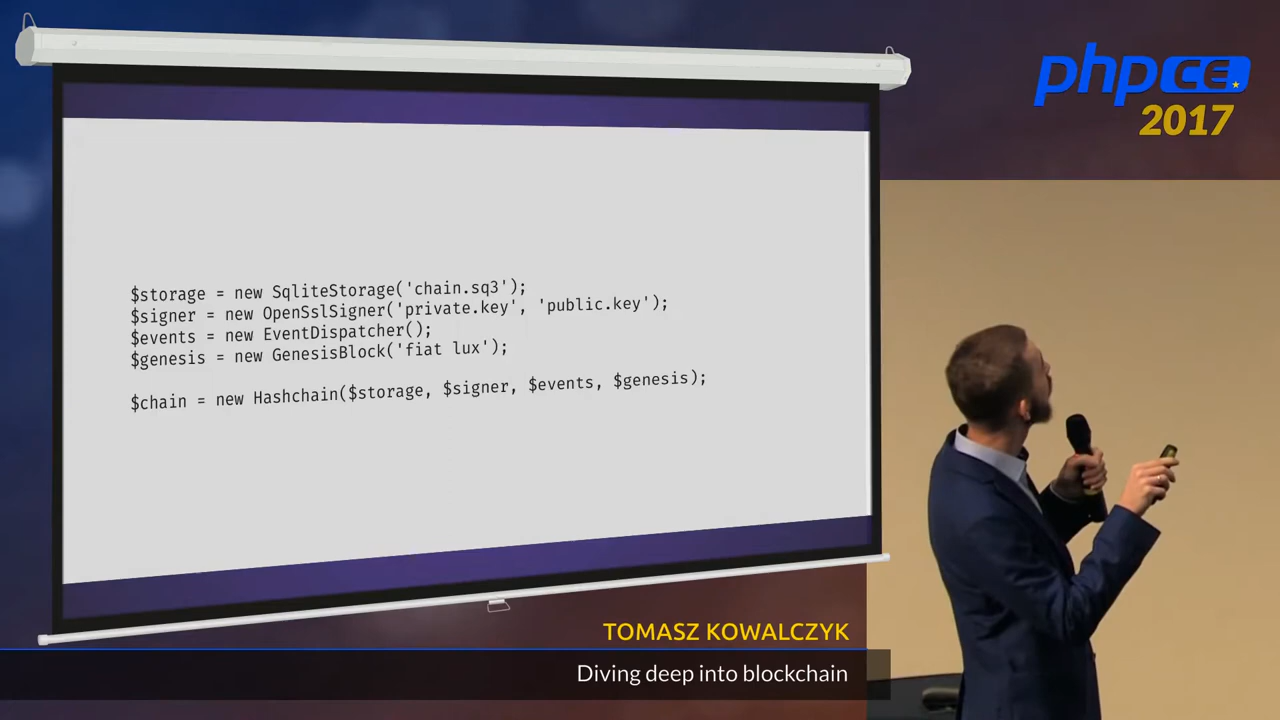 phpCE
2017
$storage = new SqliteStorage('chain.sq3');
$signer = new OpenSslSigner('private.key', 'public.key');
$events = new EventDispatcher();
$genesis = new GenesisBlock('fiat lux');
$chain = new Hashchain($storage, $signer, $events, $genesis);
TOMASZ KOWALCZYK
Diving deep into blockchain